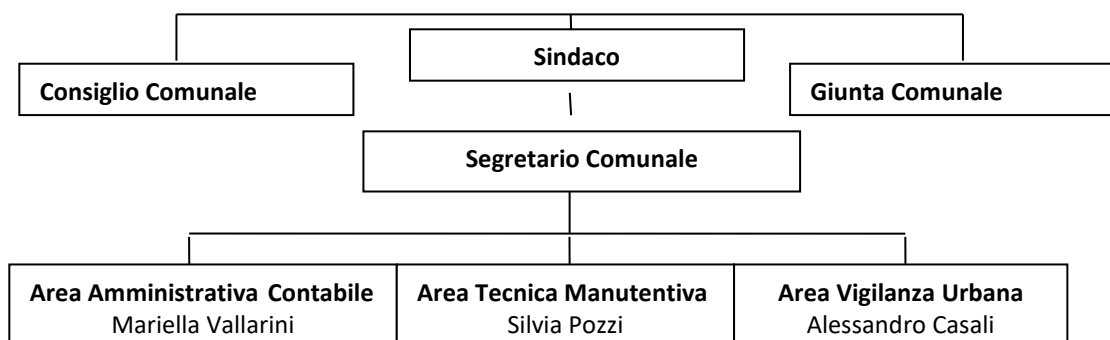 Sindaco
Consiglio Comunale
Giunta Comunale
Segretario Comunale
Area Amministrativa Contabile
Mariella Vallarini
Area Tecnica Manutentiva
Silvia Pozzi
Area Vigilanza Urbana
Alessandro Casali